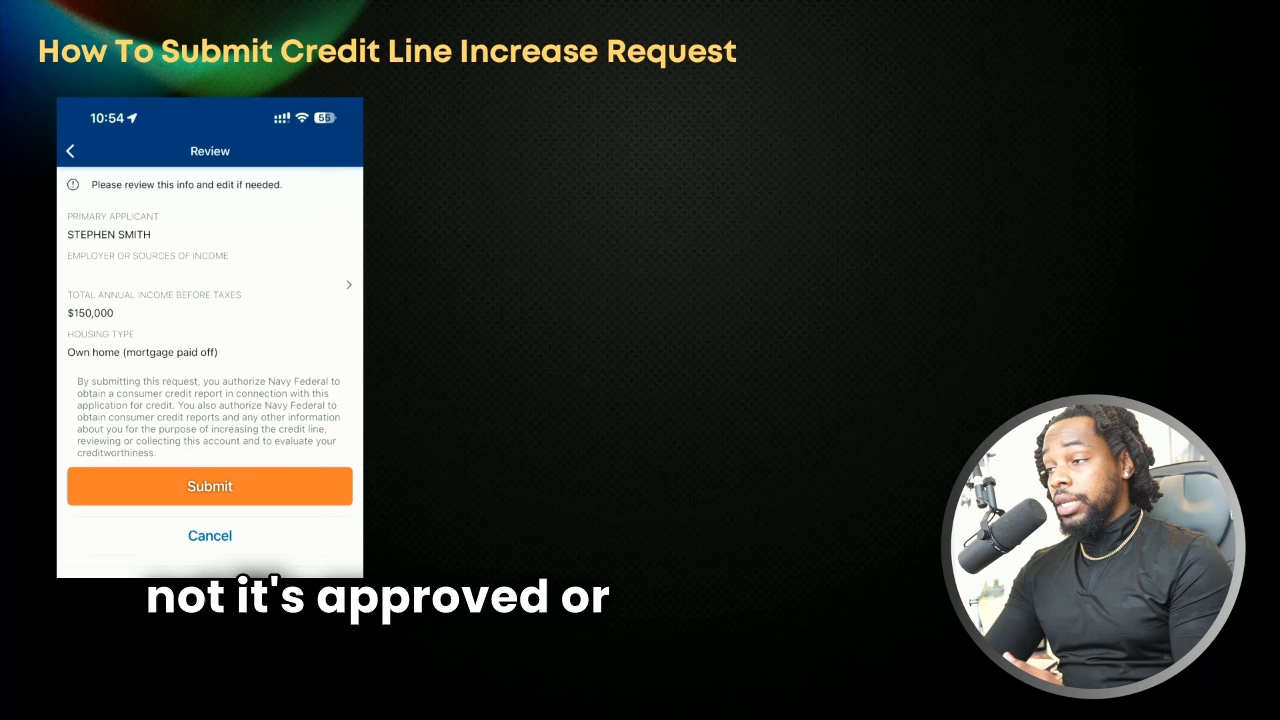 How To Submit Credit Line Increase Request
10:54
55
Review
Please review this info and edit if needed.
PRIMARY APPLICANT
STEPHEN SMITH
EMPLOYER OR SOURCES OF INCOME
TOTAL ANNUAL INCOME BEFORE TAXES
$150,000
HOUSING TYPE
Own home (mortgage paid off)
By submitting this request, you authorize Navy Federal to
obtain a consumer credit report in connection with this
application for credit. You also authorize Navy Federal to
obtain consumer credit reports and any other information
about you for the purpose of increasing the credit line,
reviewing or collecting this account and to evaluate your
creditworthiness.
Submit
Cancel
not it's approved or